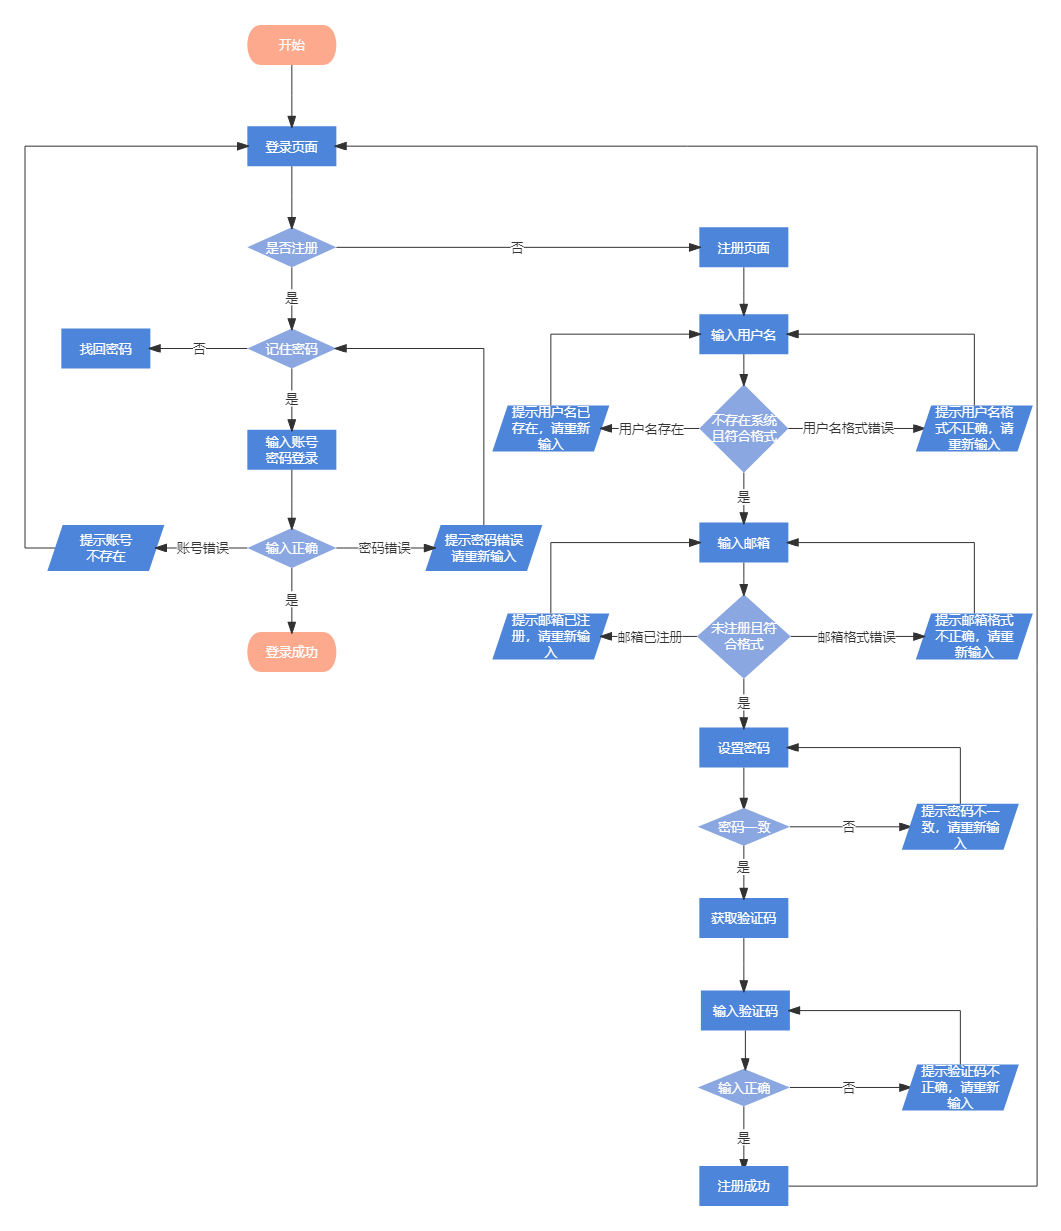 开始
登录页面
是否注册
否
注册页面
是
找回密码
否
记住密码
输入用户名
是
提示用户名已
存在，请重新
输入
用户名存在
不存在系统
且符合格式
用户名格式错误
提示用户名格
式不正确，请
重新输入
输入账号
密码登录
是
提示账号
不存在
账号错误
输入正确
密码错误
提示密码错误
请重新输入
输入邮箱
是
登录成功
提示邮箱已注
册，请重新输
入
邮箱已注册
未注册且符
合格式
邮箱格式错误
提示邮箱格式
不正确，请重
新输入
是
设置密码
密码一致
否
提示密码不一
致，请重新输
入
是
获取验证码
输入验证码
输入正确
否
提示验证码不
正确，请重新
输入
是
注册成功